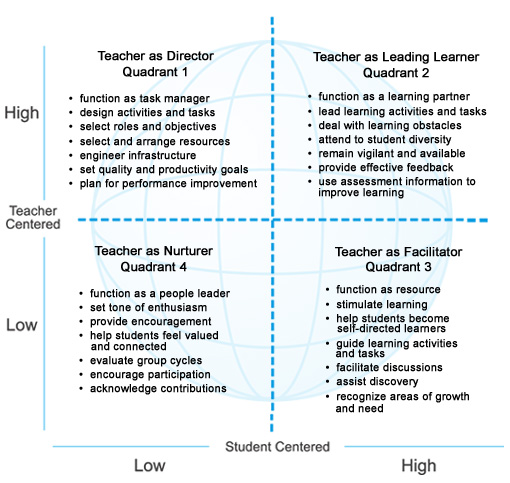 Teacher as Director
Quadrant 1
• function as task manager
• design activities and tasks
• select roles and objectives
• select and arrange resources
• engineer infrastructure
• set quality and productivity goals
• plan for performance improvement
Teacher as Leading Learner
Quadrant 2
• function as a learning partner
• lead learning activities and tasks
• deal with learning obstacles
• attend to student diversity
• remain vigilant and available
• provide effective feedback
• use assessment information to
improve learning
High
Teacher
Centered
Low
Teacher as Nurturer
Quadrant 4
• function as a people leader
• set tone of enthusiasm
• provide encouragement
• help students feel valued
and connected
• evaluate group cycles
• encourage participation
• acknowledge contributions
Teacher as Facilitator
Quadrant 3
• function as resource
• stimulate learning
• help students become
self-directed learners
• guide learning activities
and tasks
• facilitate discussions
• assist discovery
• recognize areas of growth
and need
Student Centered
Low
High